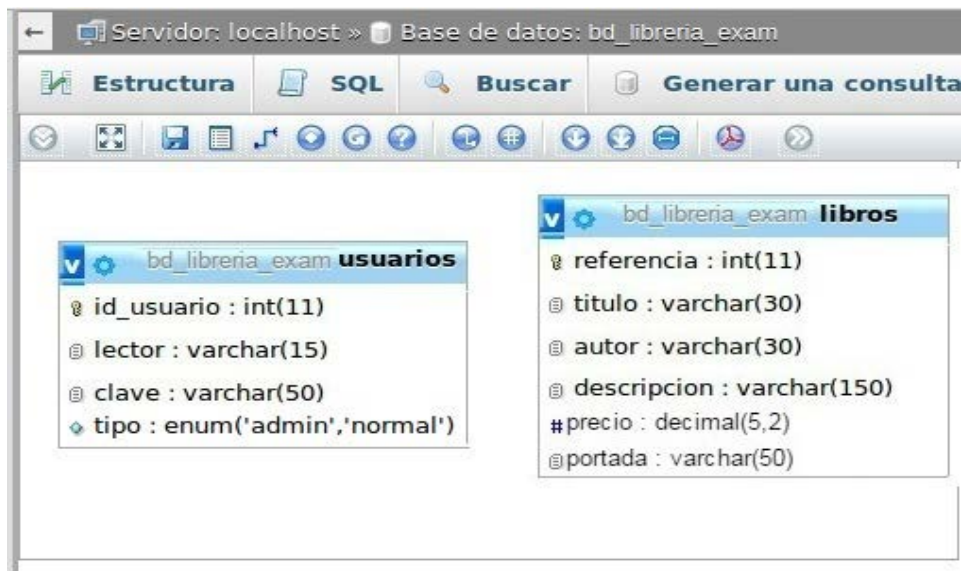 ← Servidor: localhost » Base de datos: bd_libreria_exam
Estructura SQL Buscar Generar una consulta
bd_libreria_exam usuarios
id_usuario : int(11)
lector : varchar(15)
clave : varchar(50)
tipo : enum('admin','normal')
bd_libreria_exam libros
referencia : int(11)
titulo : varchar(30)
autor : varchar(30)
descripcion : varchar(150)
# precio : decimal(5,2)
portada : varchar(50)